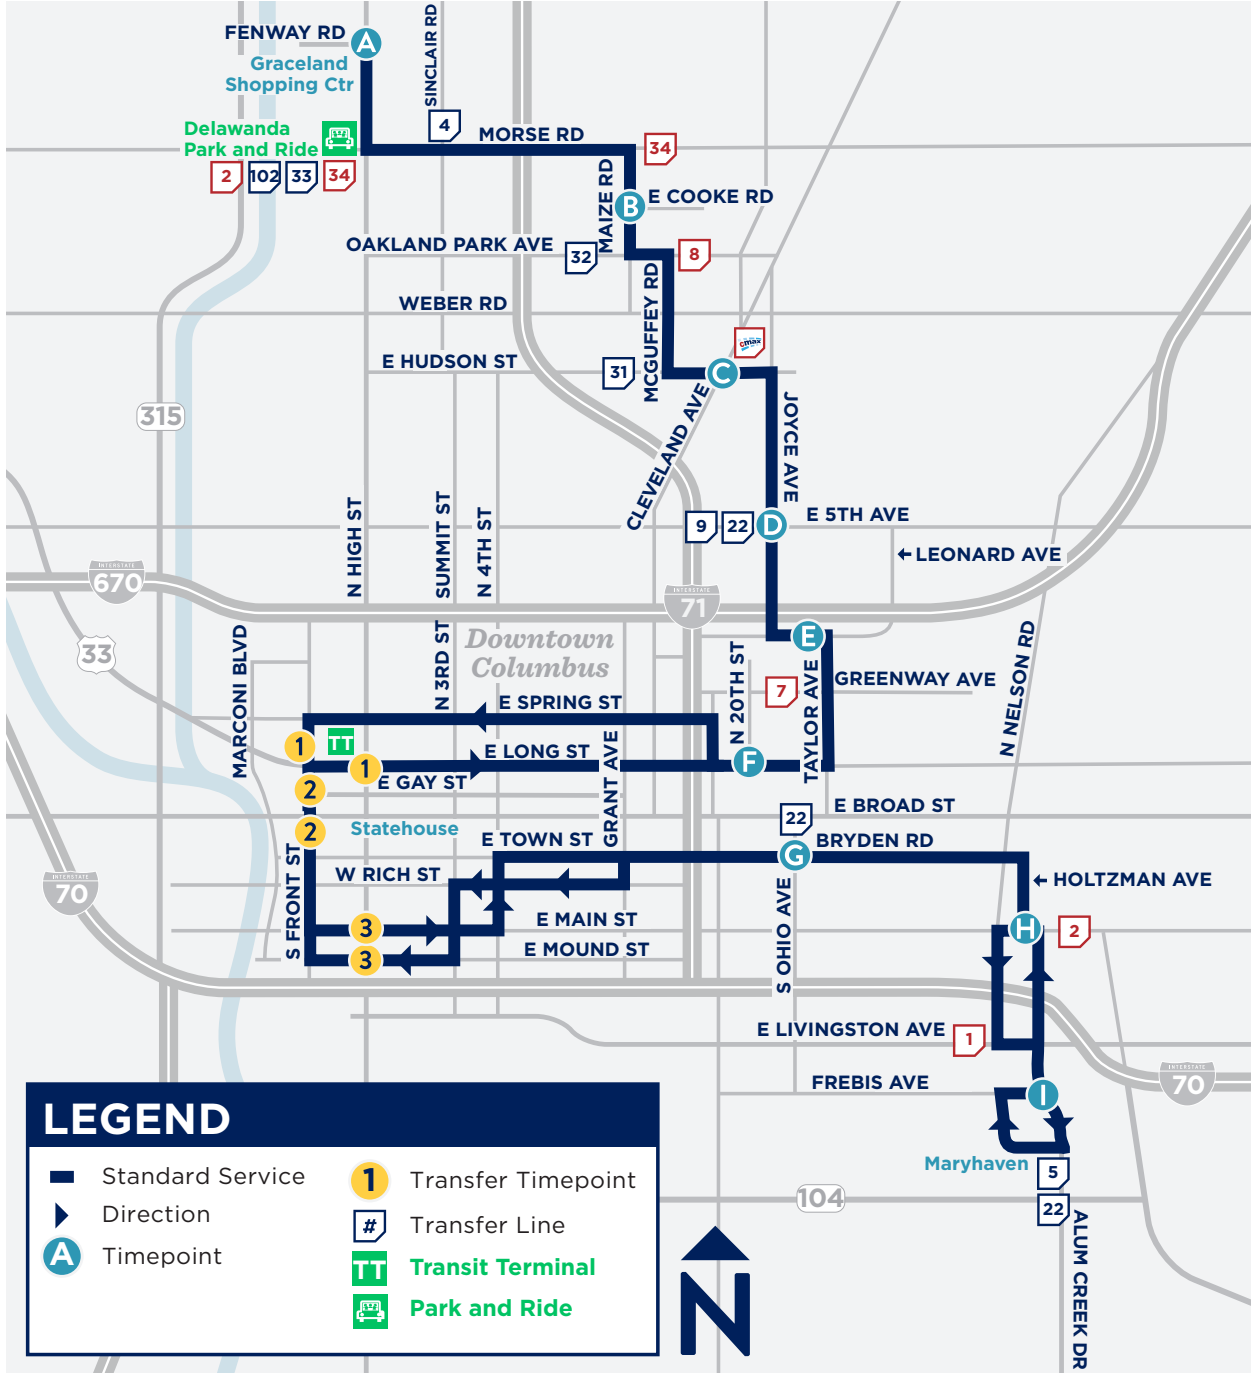 FENWAY RD
A
Graceland
Shopping Ctr
SINCLAIR RD
4
Delawanda
Park and Ride
2
102
33
34
MORSE RD
34
MAIZE RD
B
E COOKE RD
OAKLAND PARK AVE
32
8
WEBER RD
MCGUFFEY RD
cmax
E HUDSON ST
31
C
315
CLEVELAND AVE
JOYCE AVE
N HIGH ST
SUMMIT ST
N 4TH ST
9
22
D
E 5TH AVE
LEONARD AVE
INTERSTATE
670
INTERSTATE
71
33
MARCONI BLVD
N 3RD ST
Downtown
Columbus
N 20TH ST
E
TAYLOR AVE
GREENWAY AVE
N NELSON RD
7
E SPRING ST
1
TT
1
E LONG ST
GRANT AVE
F
E GAY ST
2
2
Statehouse
E BROAD ST
22
E TOWN ST
G
BRYDEN RD
S FRONT ST
W RICH ST
HOLTZMAN AVE
INTERSTATE
70
3
E MAIN ST
H
2
3
E MOUND ST
S OHIO AVE
E LIVINGSTON AVE
1
FREBIS AVE
I
INTERSTATE
70
Maryhaven
5
104
22
ALUM CREEK DR
LEGEND
Standard Service
Direction
A
Timepoint
1
Transfer Timepoint
#
Transfer Line
TT
Transit Terminal
Park and Ride
N